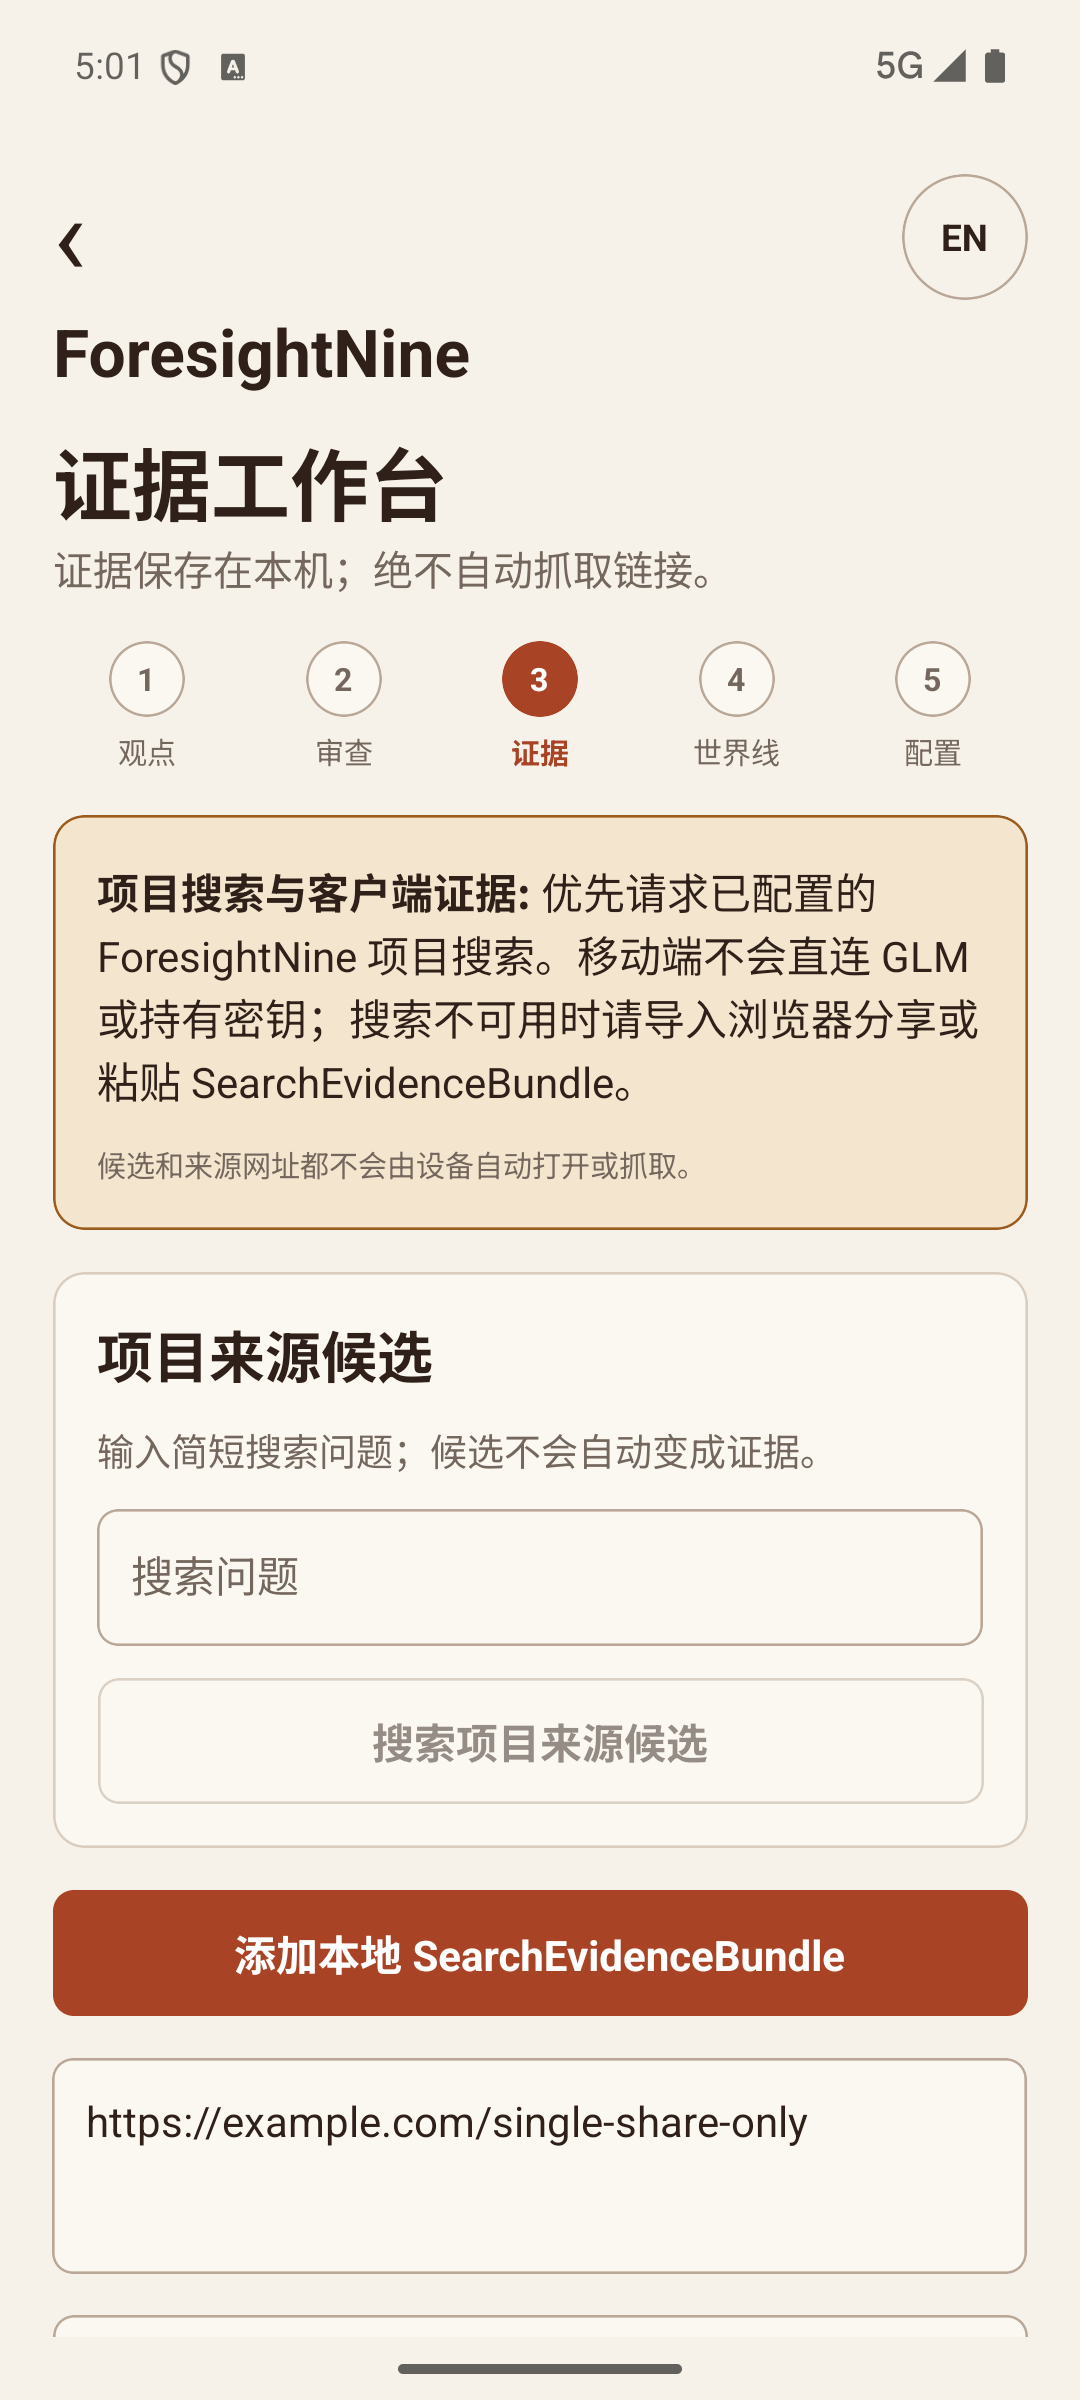 5:01
5G
EN
ForesightNine
证据工作台
证据保存在本机；绝不自动抓取链接。
1 2 3 4 5
观点 审查 证据 世界线 配置
项目搜索与客户端证据: 优先请求已配置的
ForesightNine 项目搜索。移动端不会直连 GLM
或持有密钥；搜索不可用时请导入浏览器分享或
粘贴 SearchEvidenceBundle。
候选和来源网址都不会由设备自动打开或抓取。
项目来源候选
输入简短搜索问题；候选不会自动变成证据。
搜索问题
搜索项目来源候选
添加本地 SearchEvidenceBundle
https://example.com/single-share-only